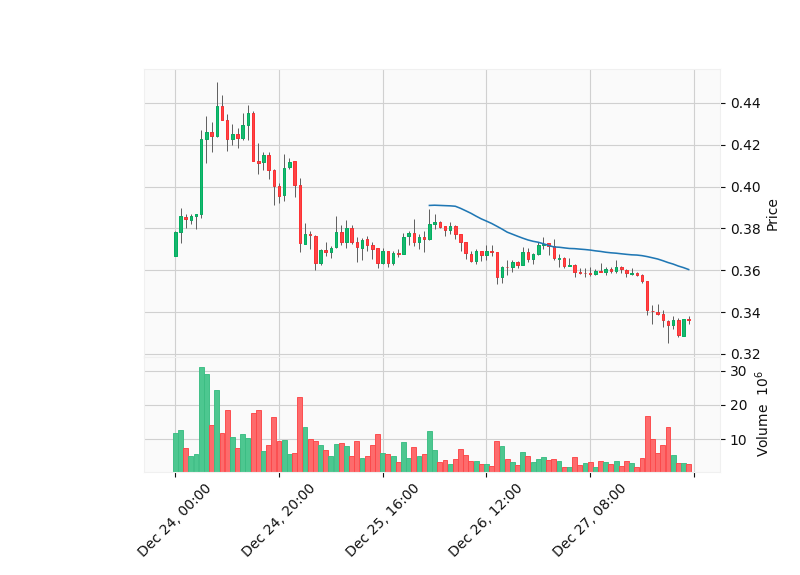 0.44
0.42
0.40
0.38
0.36
0.34
0.32
Price
30
20
10
Volume 10^6
Dec 24, 00:00
Dec 24, 20:00
Dec 25, 16:00
Dec 26, 12:00
Dec 27, 08:00